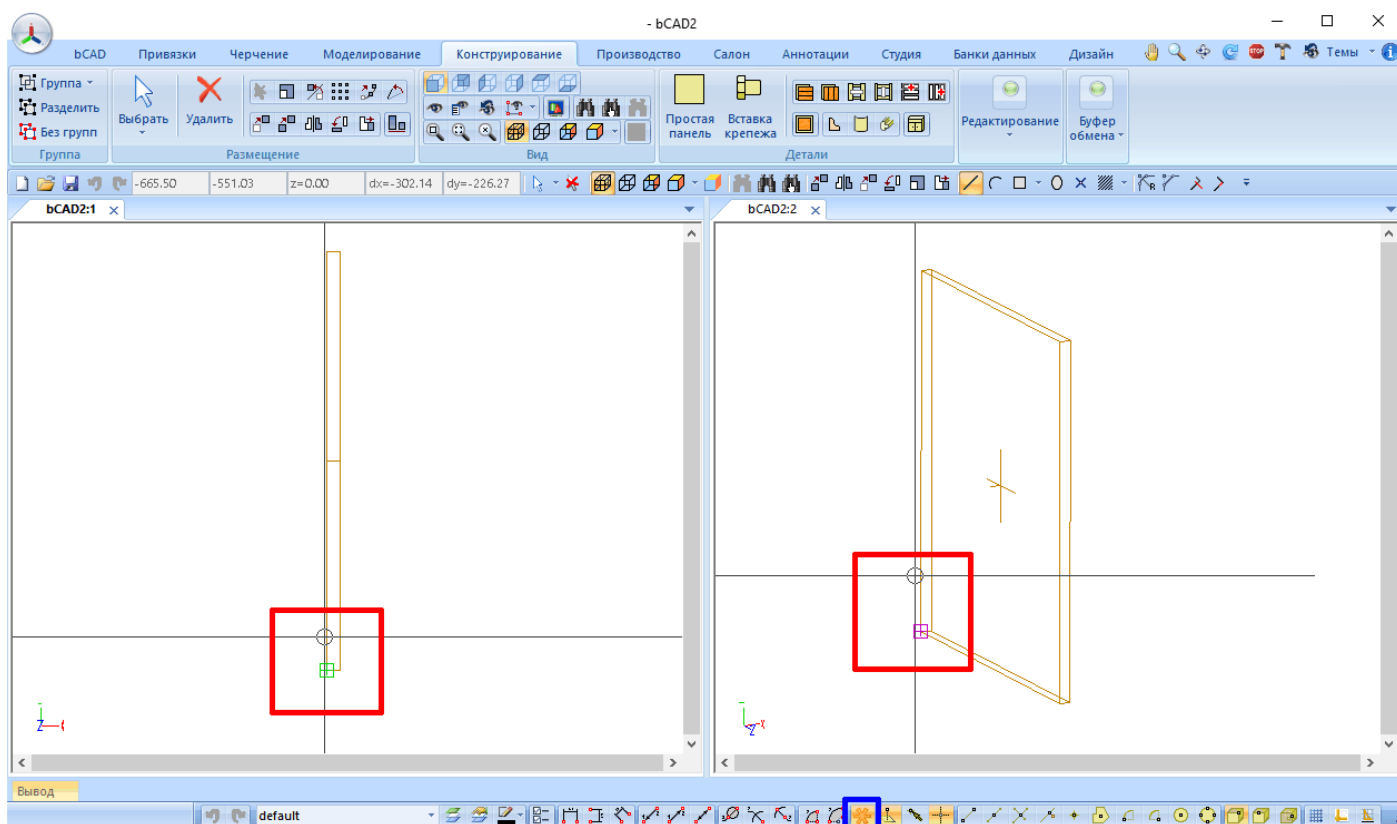 - bCAD2
bCAD Привязки Черчение Моделирование Конструирование Производство Салон Аннотации Студия Банки данных Дизайн STOP Темы
Группа
Разделить
Без групп
Группа
Выбрать Удалить
Размещение
Вид
Простая панель
Вставка крепежа
Детали
Редактирование
Буфер обмена
-665.50 -551.03 z=0.00 dx=-302.14 dy=-226.27
bCAD2:1
bCAD2:2
Z X
Z X
Вывод
default